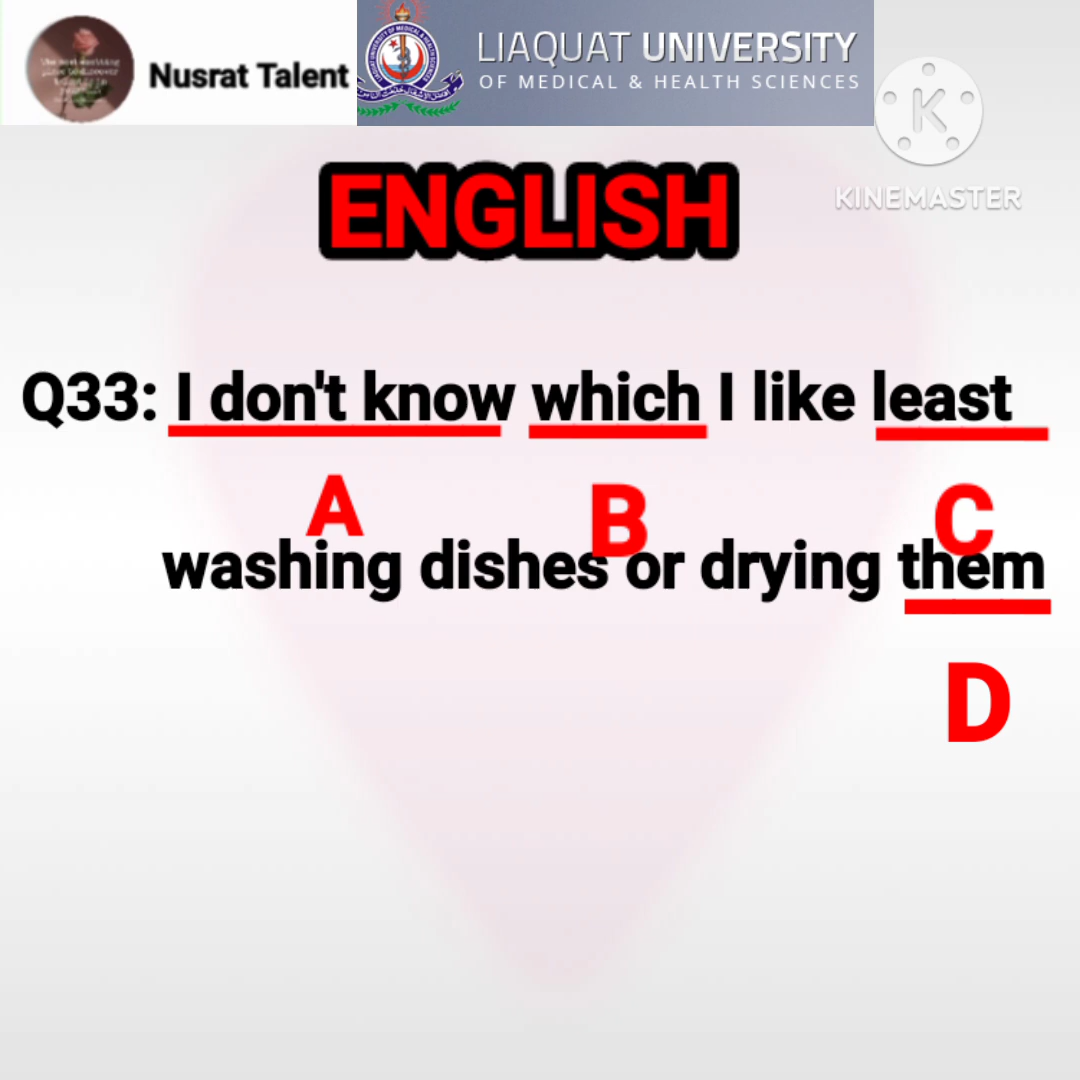 Nusrat Talent
LIAQUAT UNIVERSITY
OF MEDICAL & HEALTH SCIENCES
K
KINEMASTER
ENGLISH
Q33: I don't know which I like least
A B C
washing dishes or drying them
D